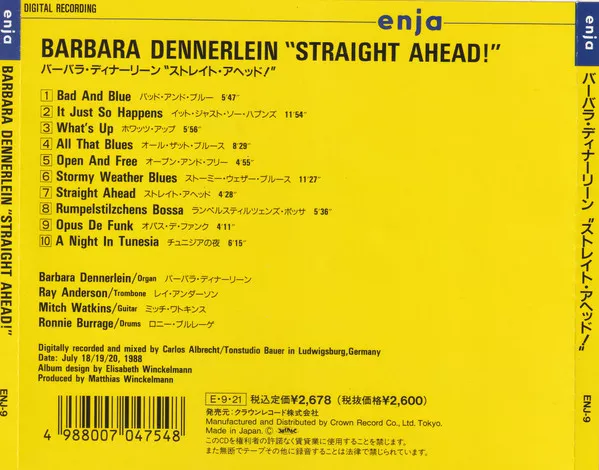 DIGITAL RECORDING
enja
BARBARA DENNERLEIN "STRAIGHT AHEAD!"
バーバラ・ディナーリーン "ストレイト・アヘッド!"
1 Bad And Blue バッド・アンド・ブルー 5'47"
2 It Just So Happens イット・ジャスト・ソー・ハプンズ 11'54"
3 What's Up ホワッツ・アップ 5'56"
4 All That Blues オール・ザット・ブルース 8'29"
5 Open And Free オープン・アンド・フリー 4'55"
6 Stormy Weather Blues ストーミー・ウェザー・ブルース 11'27"
7 Straight Ahead ストレイト・アヘッド 4'28"
8 Rumpelstilzchens Bossa ランペルスティルツェンズ・ボッサ 5'36"
9 Opus De Funk オパス・デ・ファンク 4'11"
10 A Night In Tunesia チュニジアの夜 6'15"
Barbara Dennerlein/Organ バーバラ・ディナーリーン
Ray Anderson/Trombone レイ・アンダーソン
Mitch Watkins/Guitar ミッチ・ワトキンス
Ronnie Burrage/Drums ロニー・ブルレーゲ
Digitally recorded and mixed by Carlos Albrecht/Tonstudio Bauer in Ludwigsburg,Germany
Date: July 18/19/20, 1988
Album design by Elisabeth Winckelmann
Produced by Matthias Winckelmann
4 988007 047548
E・9・21 税込定価¥2,678 (税抜価格¥2,600)
発売元:クラウンレコード株式会社
Manufactured and Distributed by Crown Record Co., Ltd. Tokyo.
Made in Japan. Ⓒ
このCDを権利者の許諾なく賃貸業に使用することを禁じます。
また無断でテープその他に録音することは法律で禁じられています。
enja
BARBARA DENNERLEIN "STRAIGHT AHEAD!"
ENJ-9
enja
バーバラ・ディナーリーン "ストレイト・アヘッド!"
ENJ-9